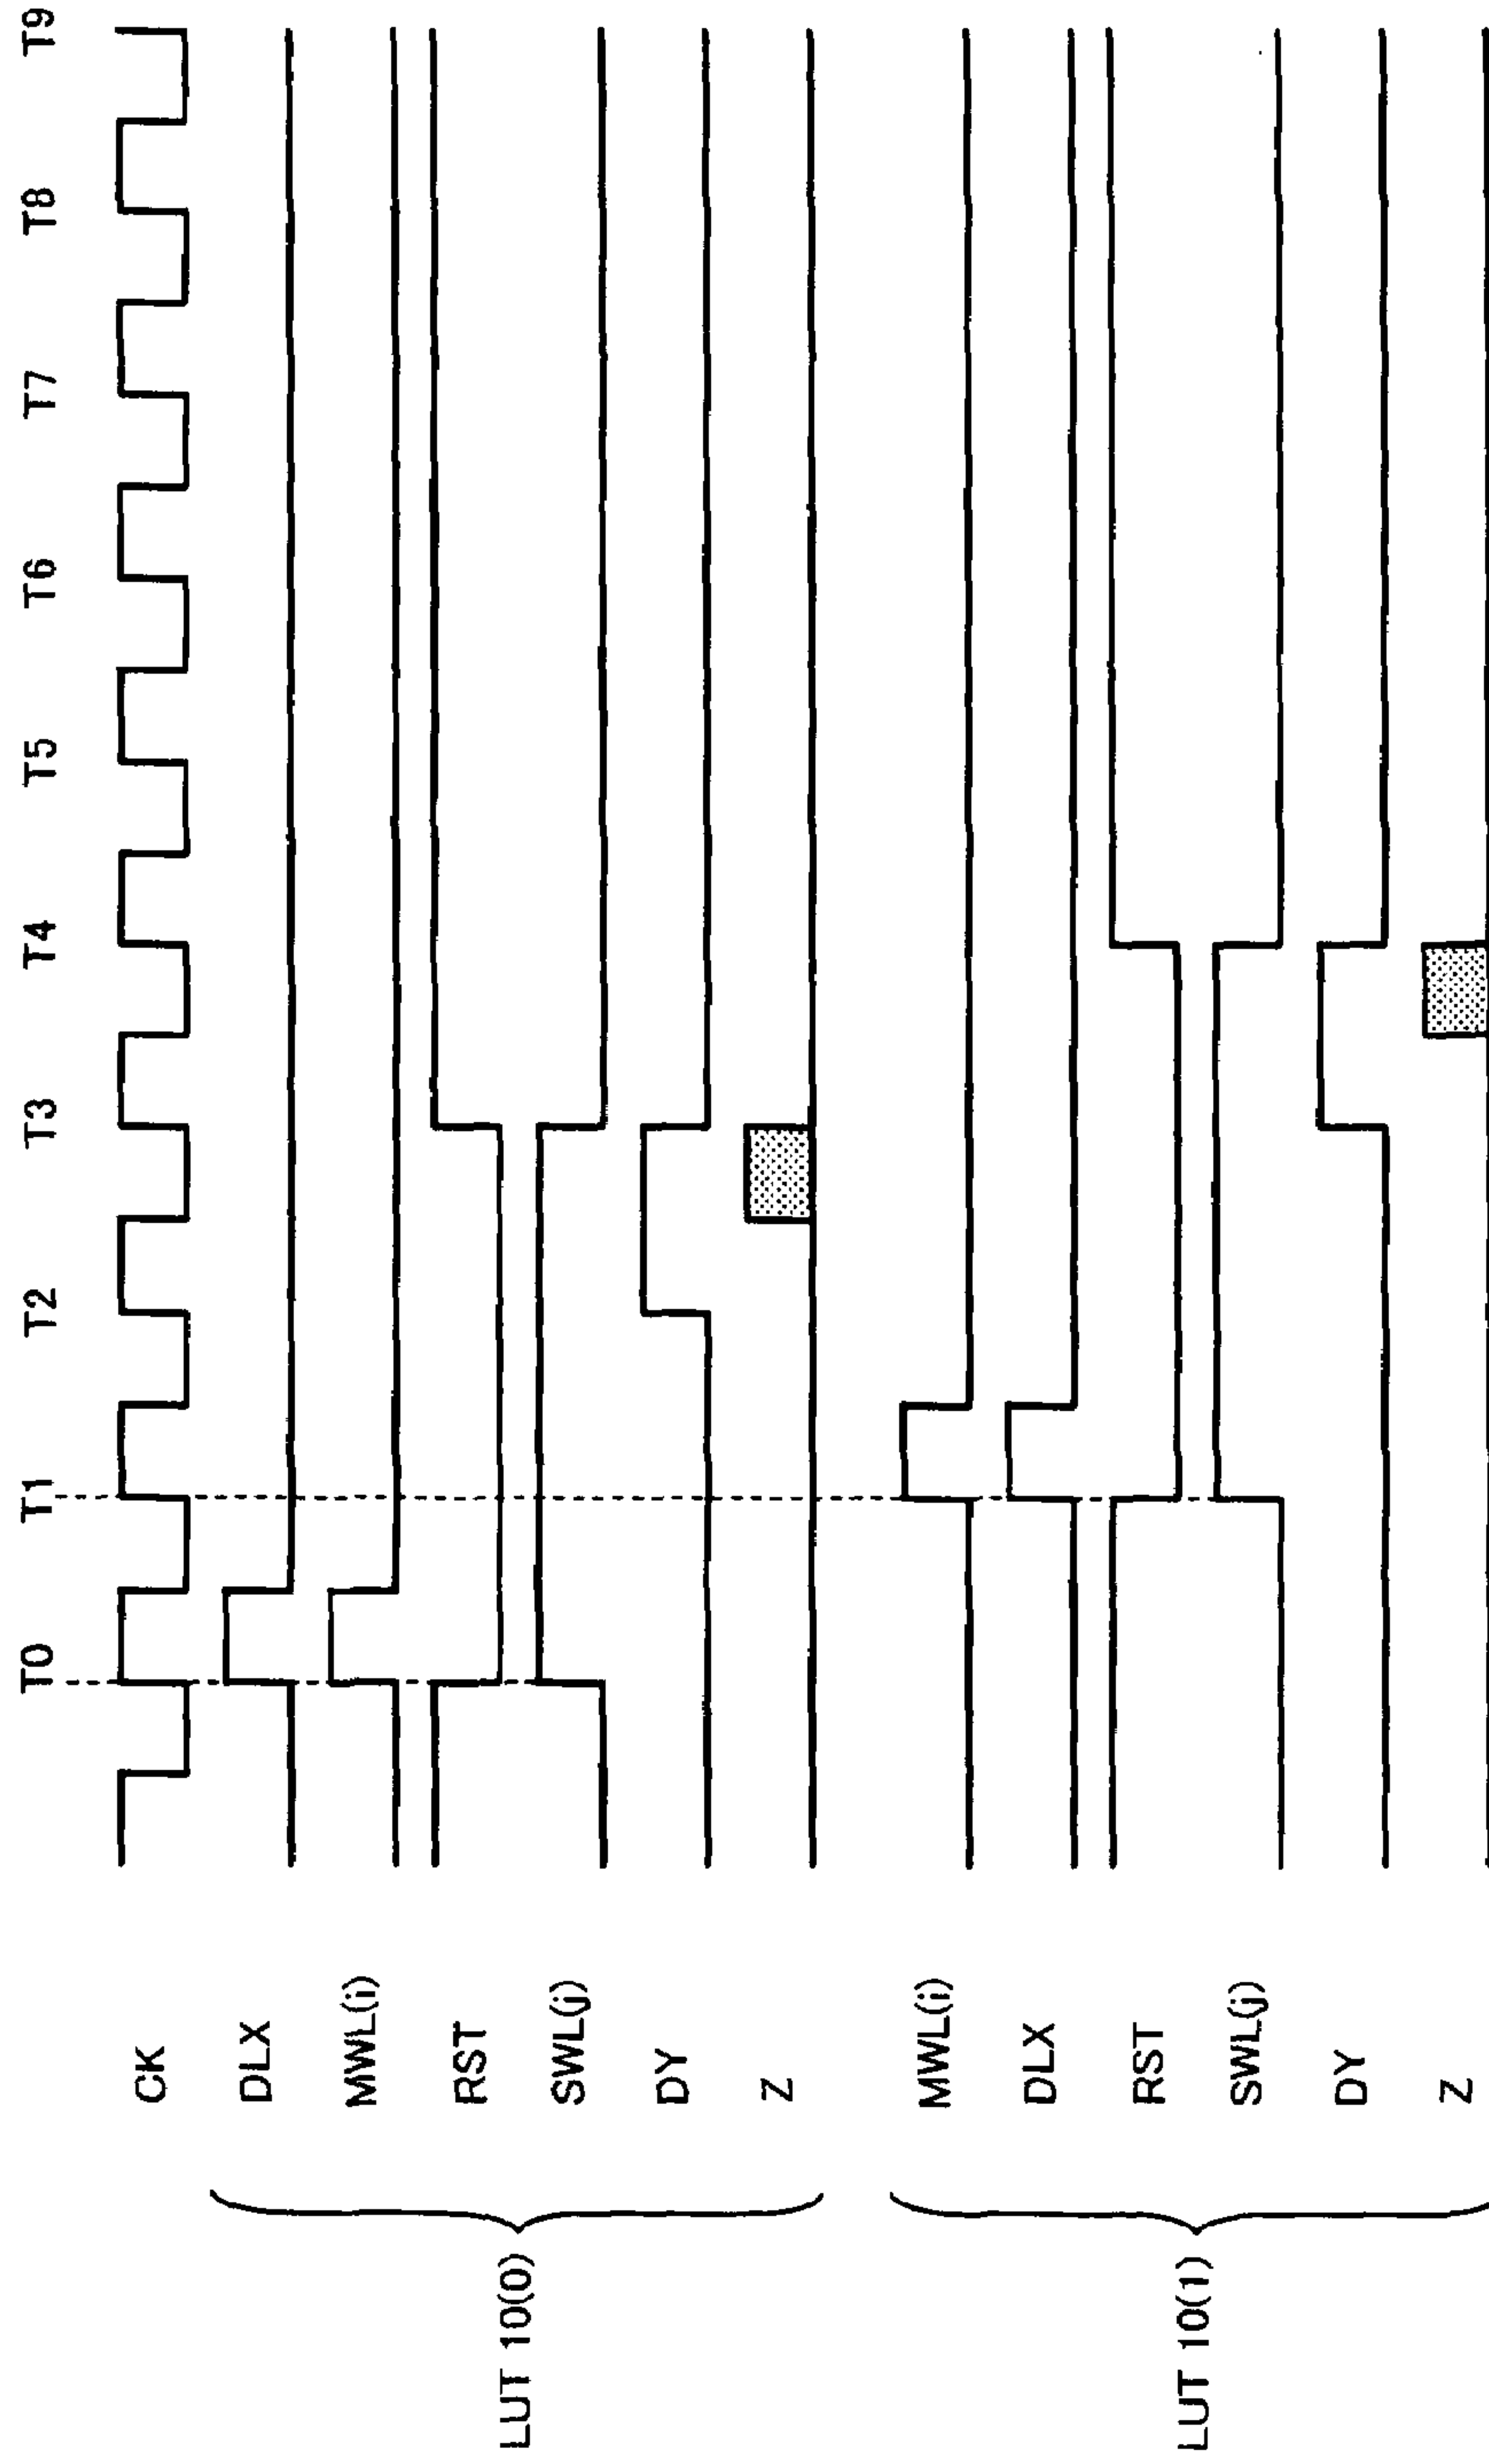 T0 T1 T2 T3 T4 T5 T6 T7 T8 T9
CK
LUT 10(0)
DLX
MWL(i)
RST
SWL(j)
DY
Z
LUT 10(1)
MWL(i)
DLX
RST
SWL(j)
DY
Z